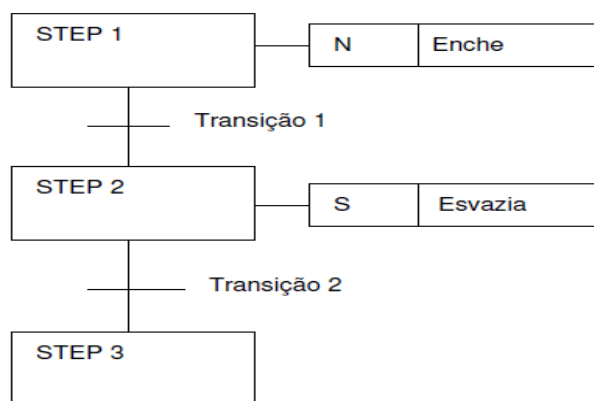 STEP 1
N Enche
Transição 1
STEP 2
S Esvazia
Transição 2
STEP 3